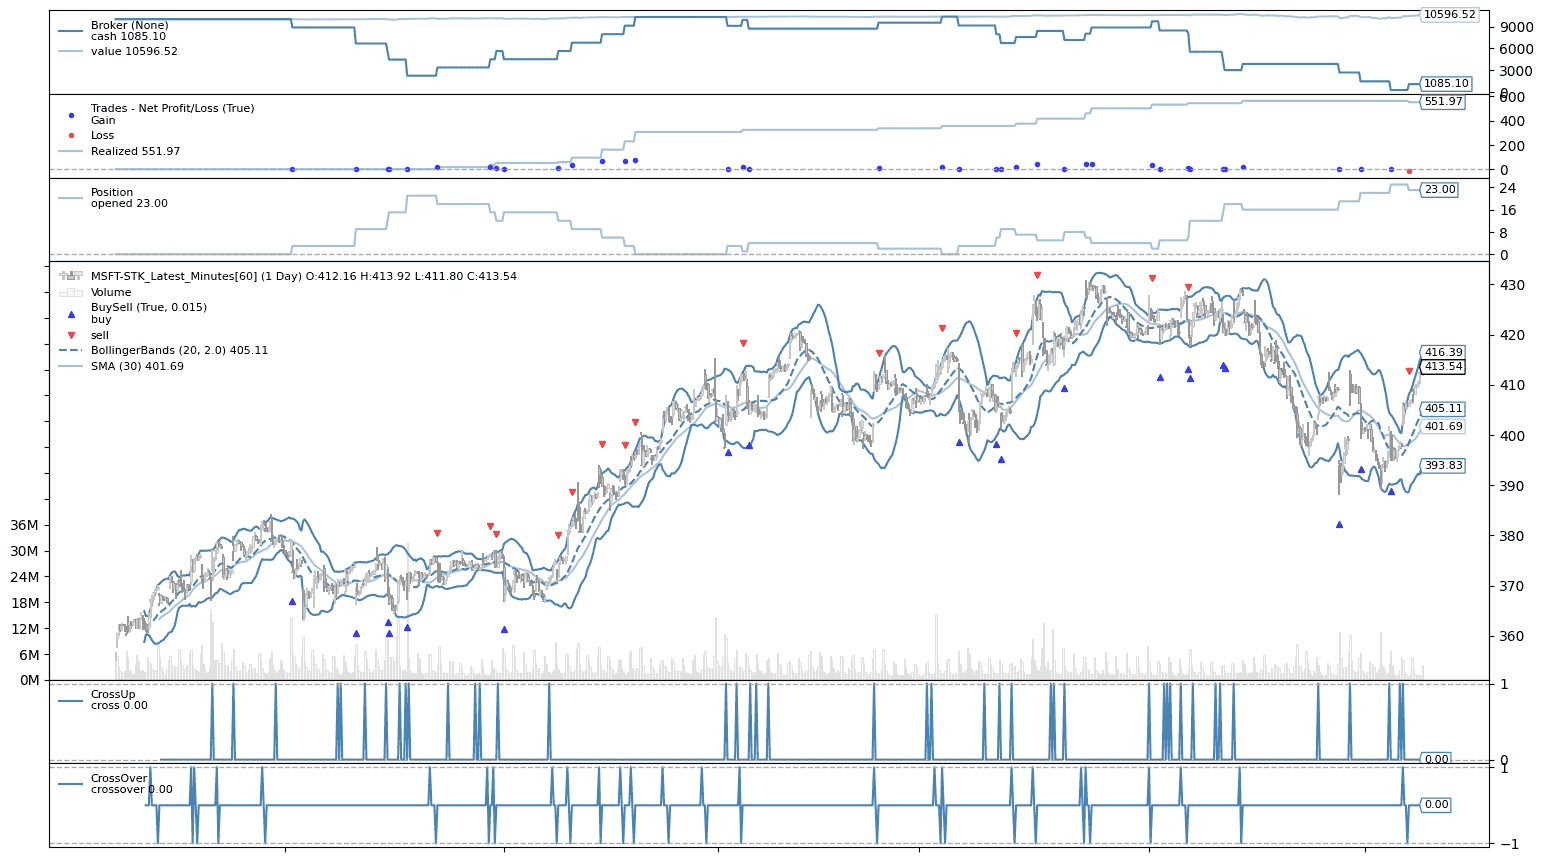 Broker (None)
cash 1085.10
value 10596.52
10596.52
9000
6000
3000
1085.10
0
Trades - Net Profit/Loss (True)
Gain
Loss
Realized 551.97
600
551.97
400
200
0
Position
opened 23.00
24
23.00
16
8
0
MSFT-STK_Latest_Minutes[60] (1 Day) O:412.16 H:413.92 L:411.80 C:413.54
Volume
BuySell (True, 0.015)
buy
sell
BollingerBands (20, 2.0) 405.11
SMA (30) 401.69
430
420
416.39
413.54
410
405.11
401.69
400
393.83
390
380
370
360
36M
30M
24M
18M
12M
6M
0M
CrossUp
cross 0.00
1
0.00
0
CrossOver
crossover 0.00
1
0.00
−1